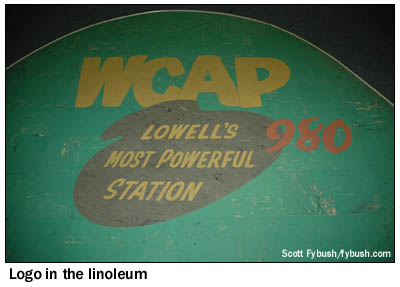 WCAP
980
LOWELL'S
MOST POWERFUL
STATION
Scott Fybush/fybush.com
Logo in the linoleum